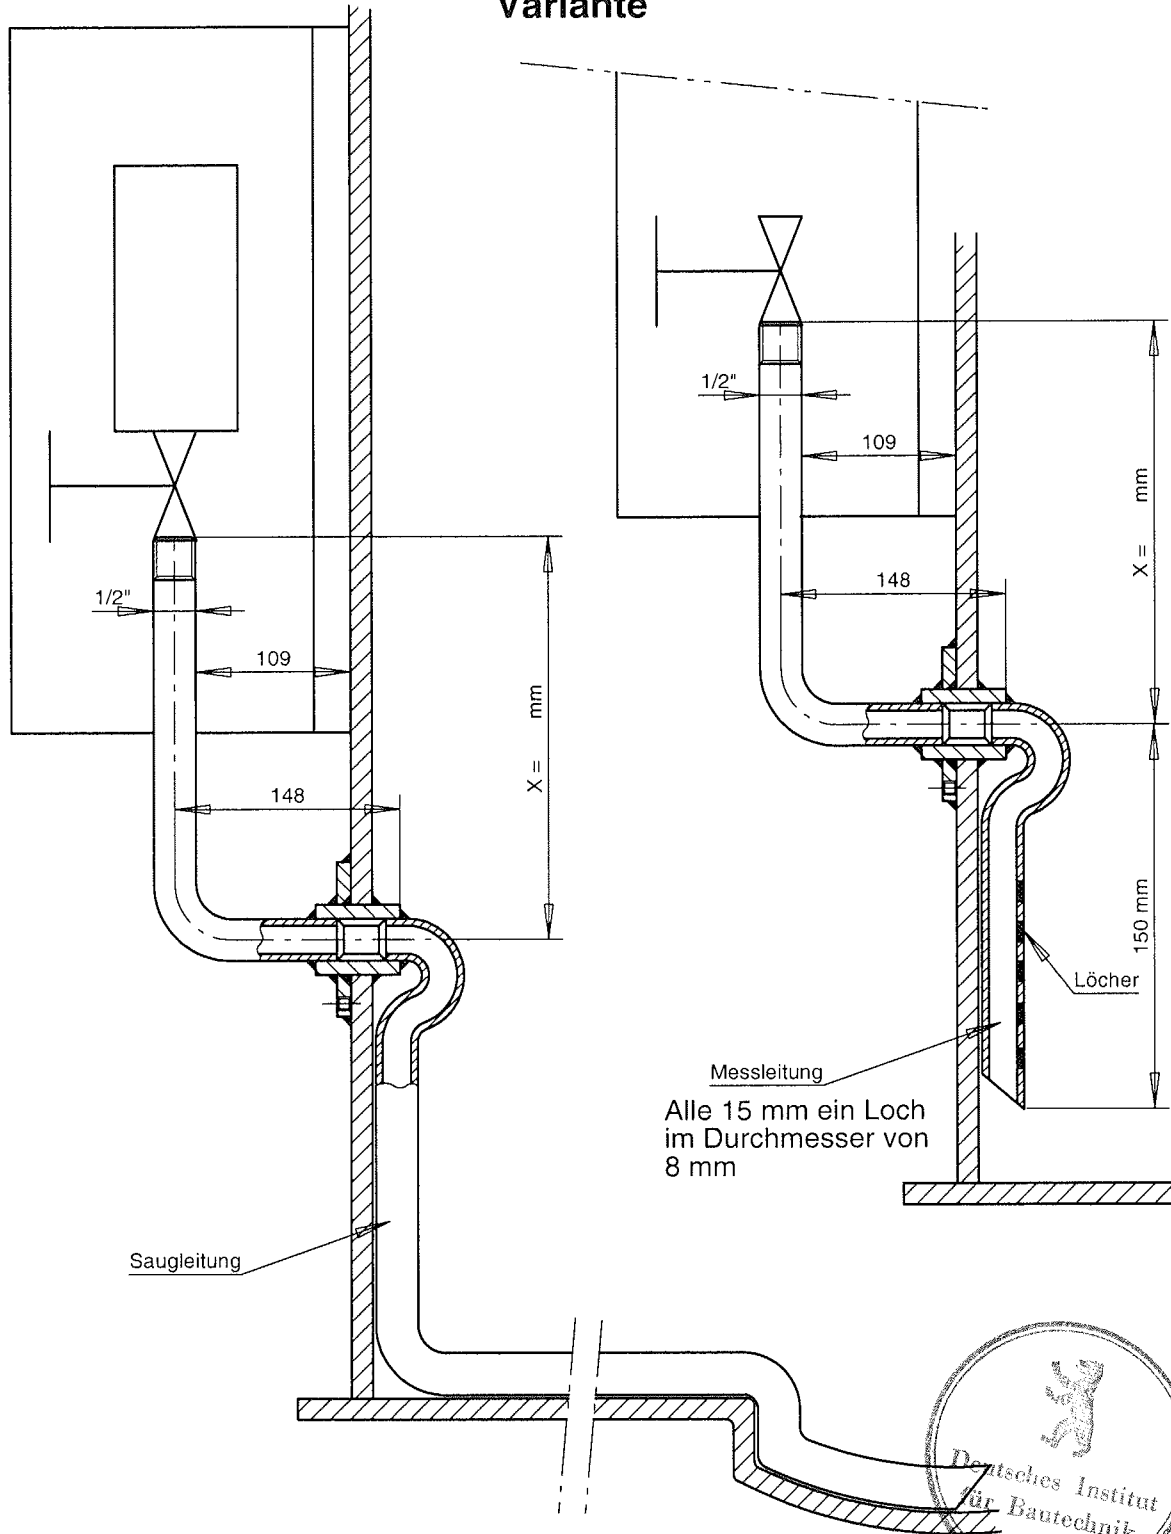 Variante
1/2"
109
148
X =   mm
Saugleitung
1/2"
109
148
X =   mm
150 mm
Löcher
Messleitung
Alle 15 mm ein Loch
im Durchmesser von
8 mm
Deutsches Institut
für Bautechnik